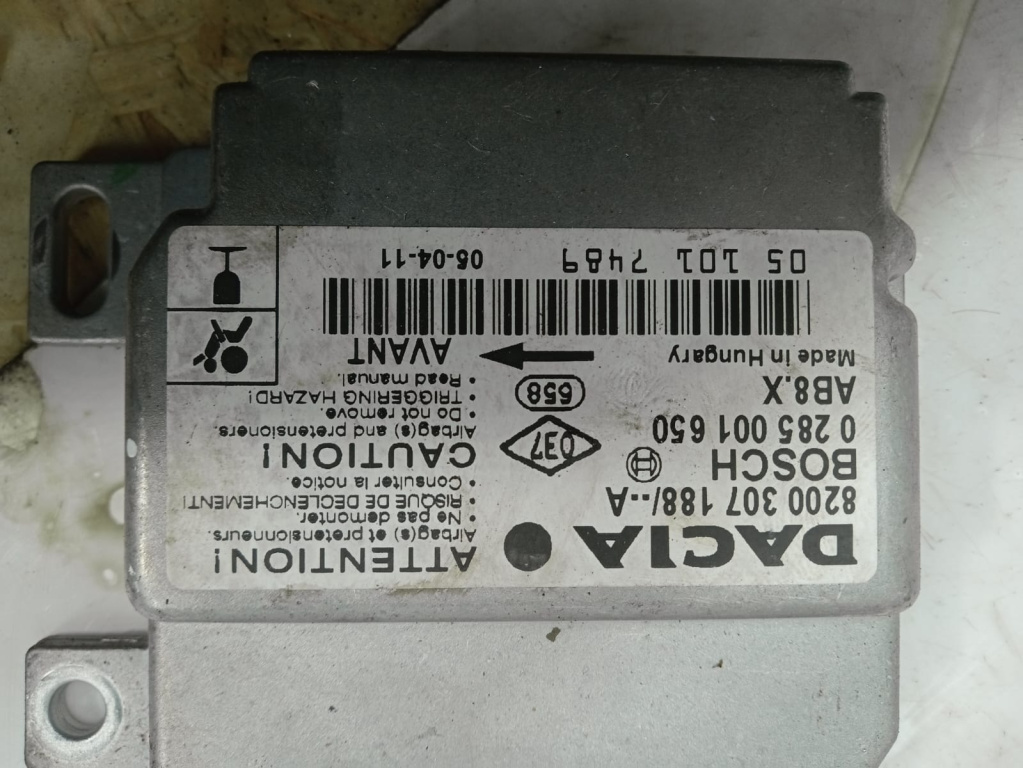 DACIA
8200 307 188/--A
BOSCH
0 285 001 650
AB8.X
Made in Hungary
037
658
AVANT
05 101 7489
05-04-11
ATTENTION!
Airbag(s) et pretensionneurs.
• Ne pas demonter.
• RISQUE DE DECLENCHEMENT!
• Consulter la notice.
CAUTION!
Airbag(s) and pretensioners.
• Do not remove.
• TRIGGERING HAZARD!
• Read manual.